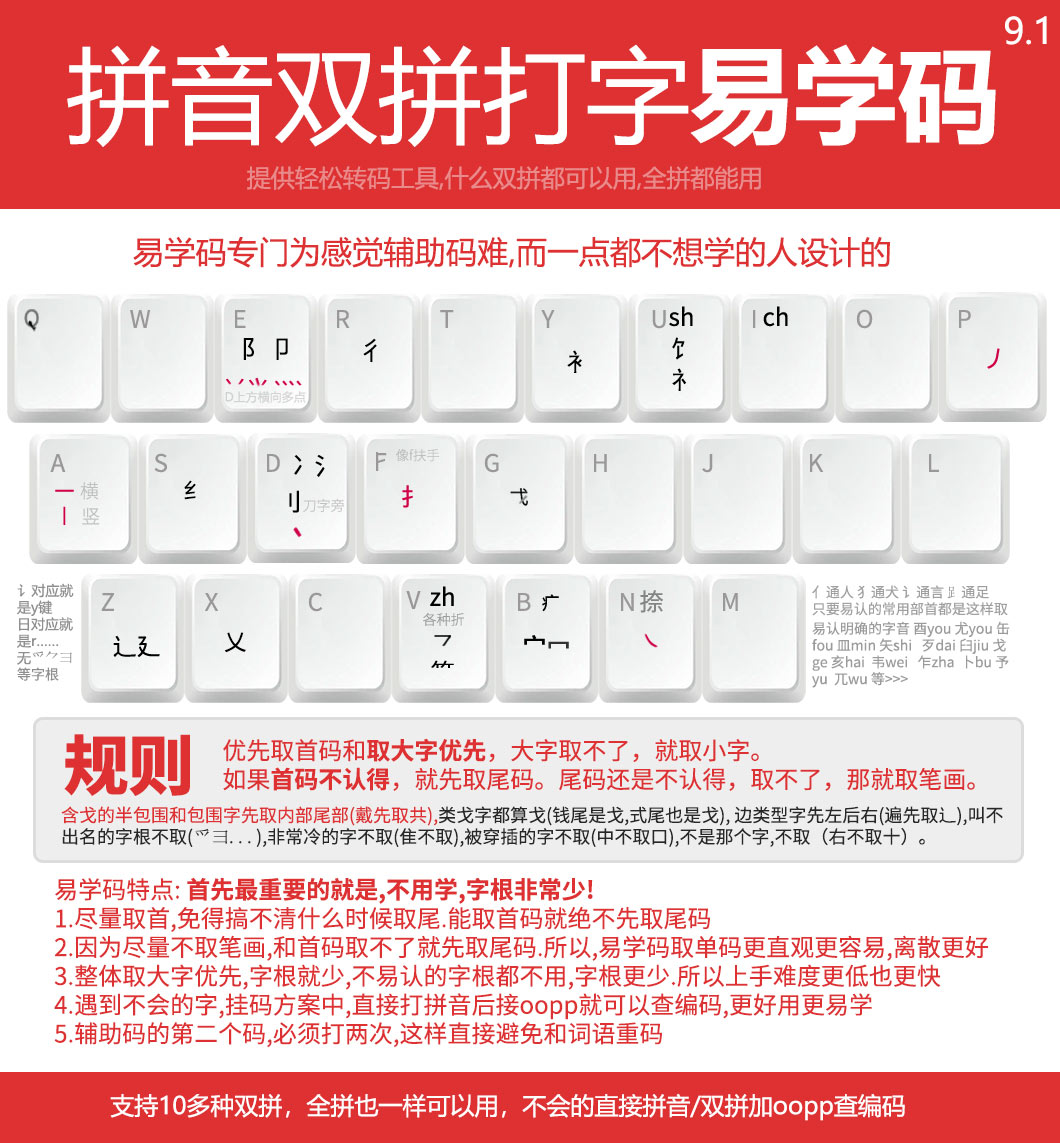 9.1
拼音双拼打字易学码
提供轻松转码工具,什么双拼都可以用,全拼都能用
易学码专门为感觉辅助码难,而一点都不想学的人设计的
Q W E R T Y U sh I ch O P
阝 卩 彳 衤 饣 礻 丿
D上方横向多点
A S D F 像f扶手 G H J K L
一 横 丨 竖 纟 冫 氵 刂 刀字旁 丶 扌 弋
Z X C V zh B 疒 N 捺 M
辶 廴 乂 各种折 乛 宀 冖 ㇏
讠对应就
是y键
日对应就
是r......
无爫⺈彐
等字根
亻通人 犭通犬 讠通言 ⻊通足
只要易认的常用部首都是这样取
易认明确的字音 酉you 尤you 缶
fou 皿min 矢shi 歹dai 臼jiu 戈
ge 亥hai 韦wei 乍zha 卜bu 予
yu 兀wu 等>>>
规则
优先取首码和取大字优先，大字取不了，就取小字。
如果首码不认得，就先取尾码。尾码还是不认得，取不了，那就取笔画。
含戈的半包围和包围字先取内部尾部(戴先取共),类戈字都算戈(钱尾是戈,式尾也是戈), 边类型字先左后右(遍先取辶),叫不
出名的字根不取(爫彐...),非常冷的字不取(隹不取),被穿插的字不取(中不取口),不是那个字,不取（右不取十）。
易学码特点: 首先最重要的就是,不用学,字根非常少!
1.尽量取首,免得搞不清什么时候取尾.能取首码就绝不先取尾码
2.因为尽量不取笔画,和首码取不了就先取尾码.所以,易学码取单码更直观更容易,离散更好
3.整体取大字优先,字根就少,不易认的字根都不用,字根更少.所以上手难度更低也更快
4.遇到不会的字,挂码方案中,直接打拼音后接oopp就可以查编码,更好用更易学
5.辅助码的第二个码,必须打两次,这样直接避免和词语重码
支持10多种双拼，全拼也一样可以用，不会的直接拼音/双拼加oopp查编码